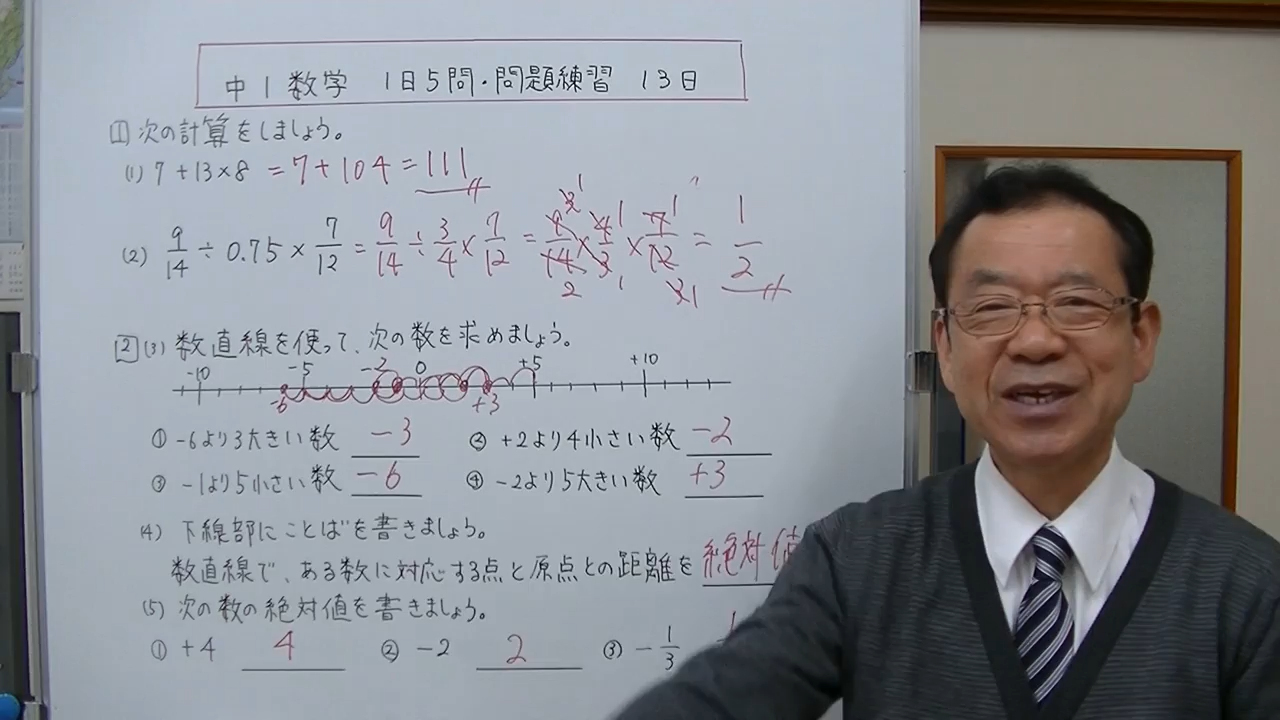 中1数学 1日5問・問題練習 13日
1 次の計算をしましょう。
(1) 7+13×8 =7+104=111
(2) 9/14 ÷ 0.75 × 7/12 = 9/14 ÷ 3/4 × 7/12 = 9/14 × 4/3 × 7/12 = 1/2
2 (3) 数直線を使って、次の数を求めましょう。
-10 -5 -2 0 +5 +10
-6 +3
① -6より3大きい数 -3 ② +2より4小さい数 -2
③ -1より5小さい数 -6 ④ -2より5大きい数 +3
(4) 下線部にことばを書きましょう。
数直線で、ある数に対応する点と原点との距離を 絶対値
(5) 次の数の絶対値を書きましょう。
① +4 4 ② -2 2 ③ -1/3